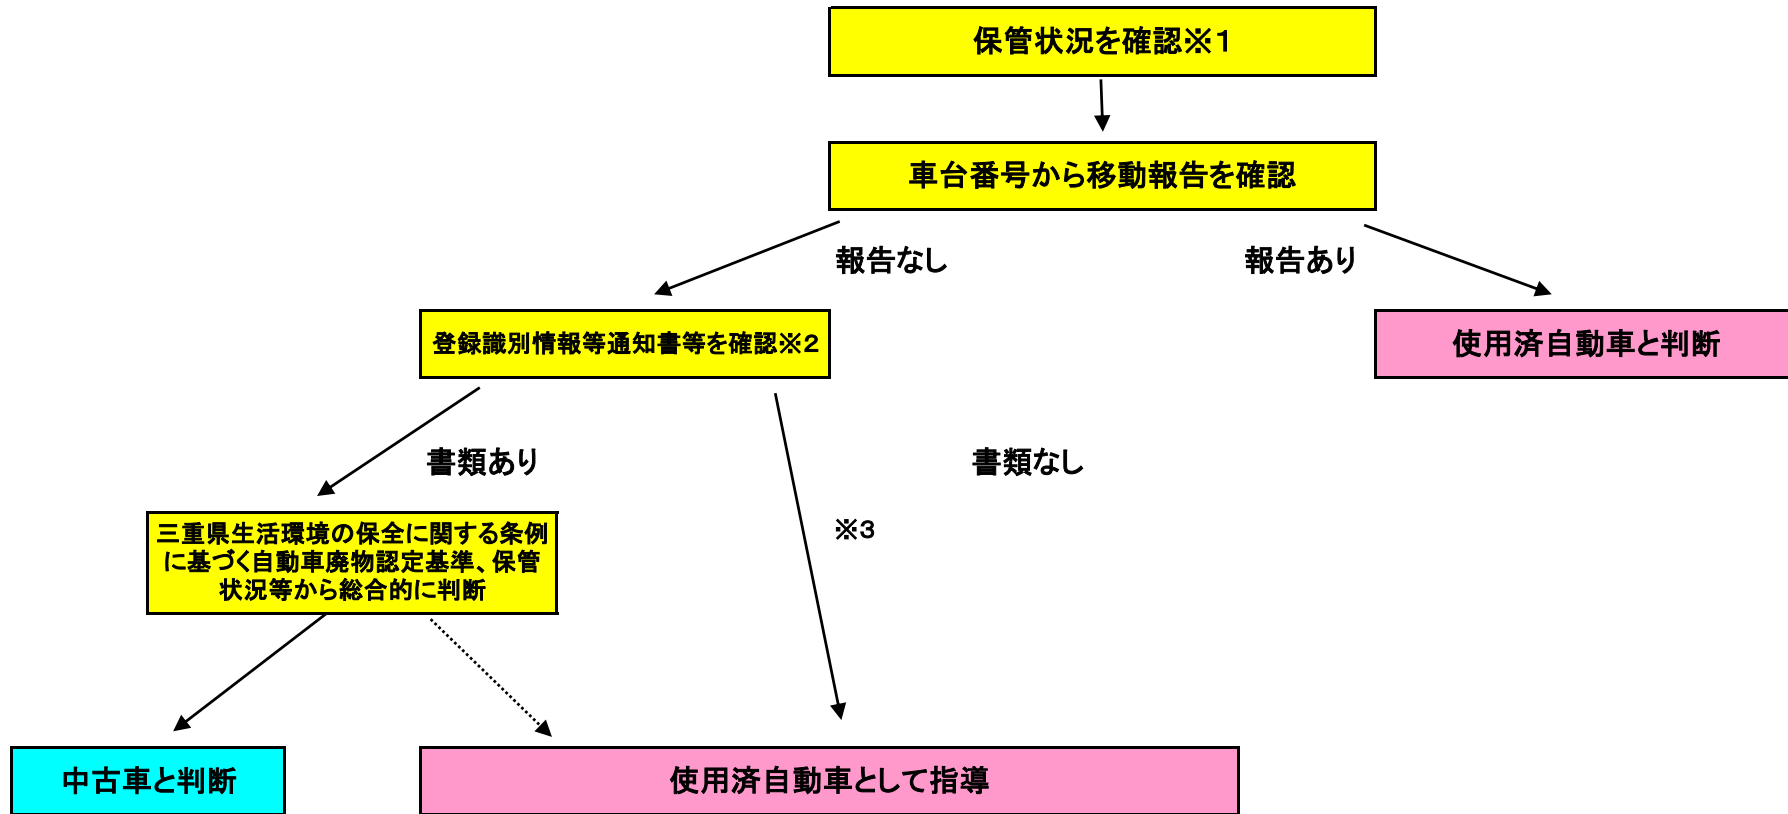 保管状況を確認※1
車台番号から移動報告を確認
報告なし
報告あり
登録識別情報等通知書等を確認※2
使用済自動車と判断
書類あり
書類なし
三重県生活環境の保全に関する条例
に基づく自動車廃物認定基準、保管
状況等から総合的に判断
※3
中古車と判断
使用済自動車として指導